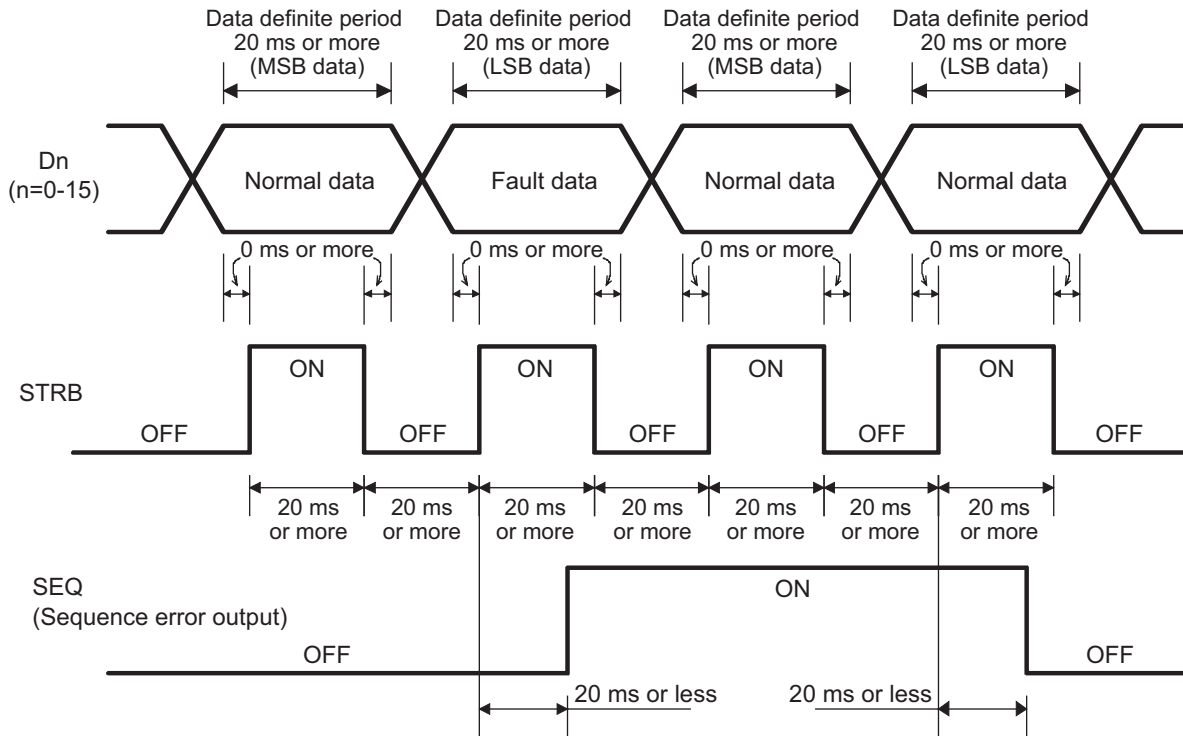 Data definite period
20 ms or more
(MSB data)
Data definite period
20 ms or more
(LSB data)
Data definite period
20 ms or more
(MSB data)
Data definite period
20 ms or more
(LSB data)
Dn
(n=0-15)
Normal data
Fault data
Normal data
Normal data
0 ms or more
0 ms or more
0 ms or more
0 ms or more
STRB
OFF
ON
OFF
ON
OFF
ON
OFF
ON
OFF
20 ms
or more
20 ms
or more
20 ms
or more
20 ms
or more
20 ms
or more
20 ms
or more
20 ms
or more
SEQ
(Sequence error output)
OFF
ON
OFF
20 ms or less
20 ms or less